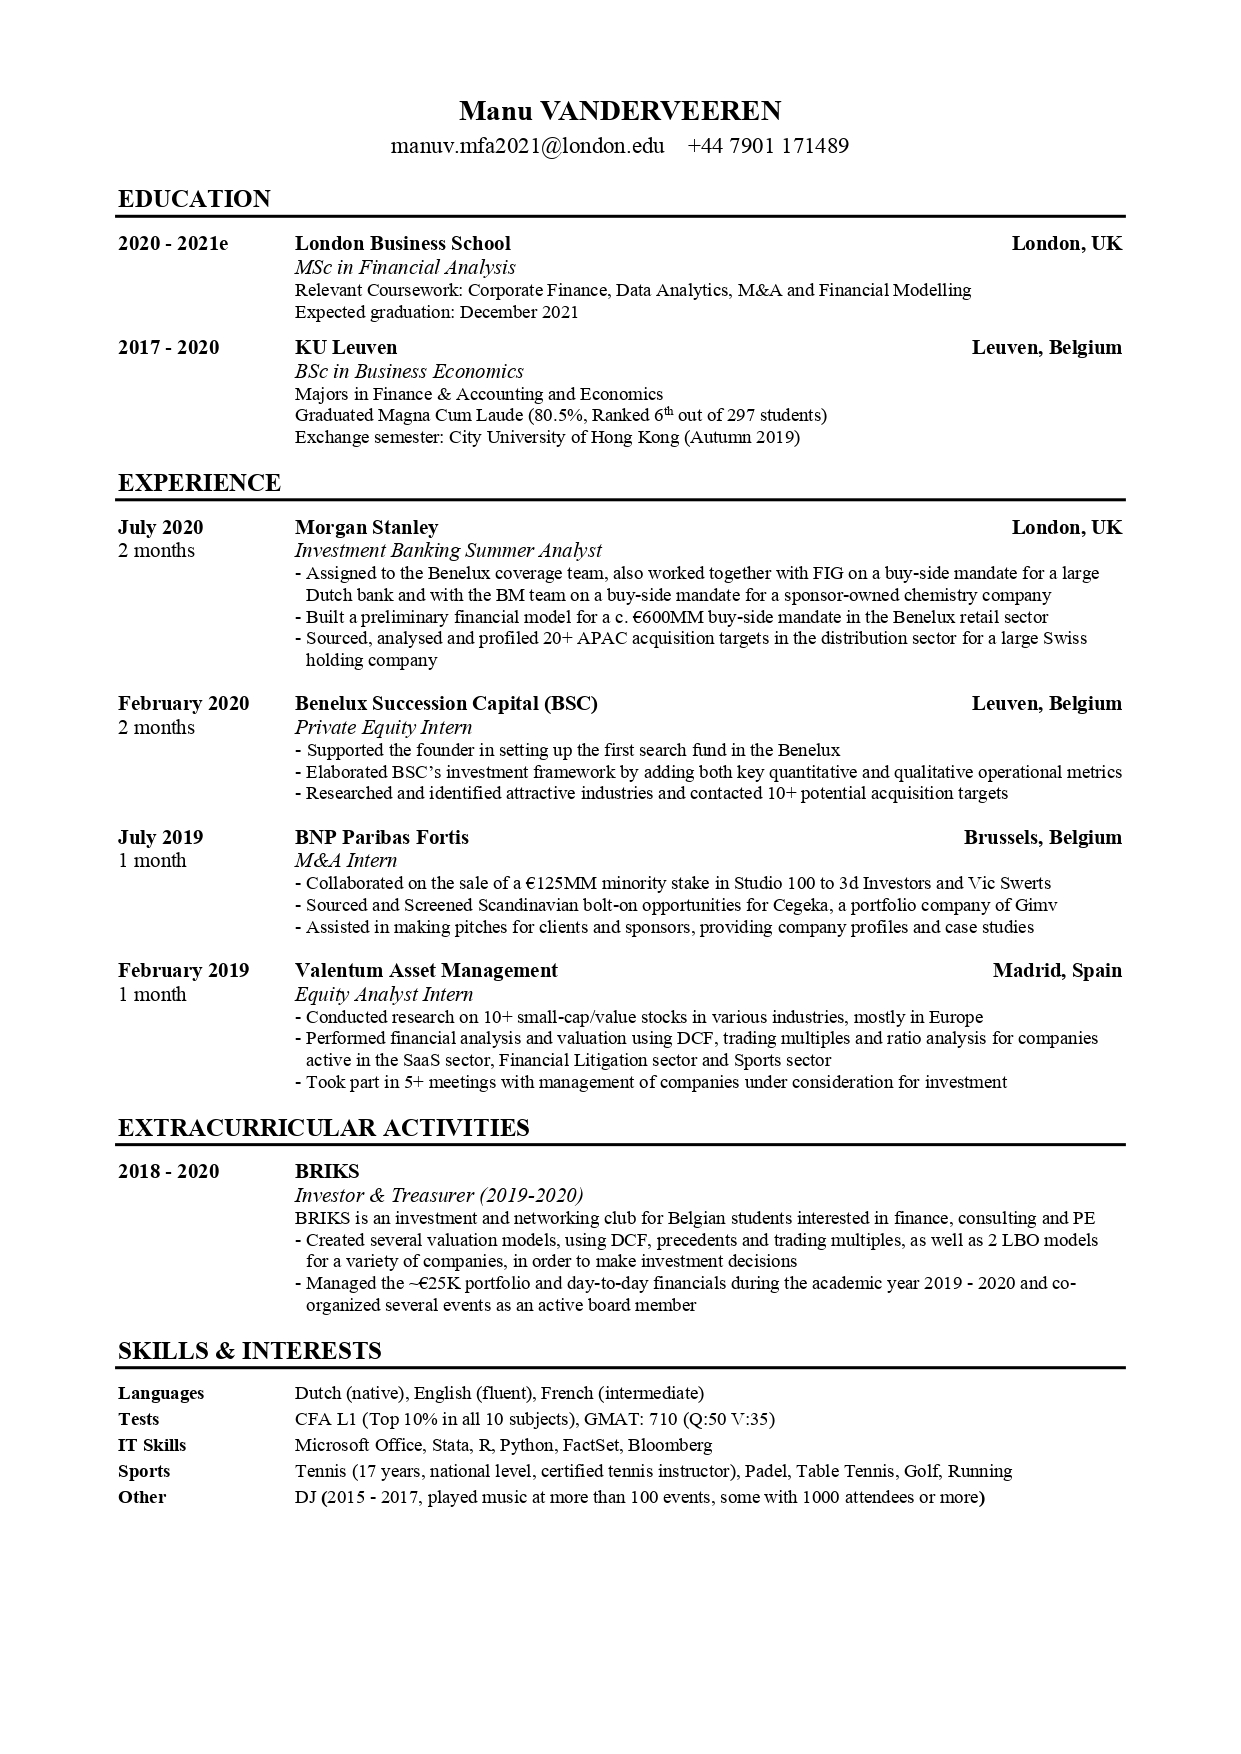 Manu VANDERVEEREN
manuv.mfa2021@london.edu +44 7901 171489
EDUCATION
2020 - 2021e London Business School London, UK
MSc in Financial Analysis
Relevant Coursework: Corporate Finance, Data Analytics, M&A and Financial Modelling
Expected graduation: December 2021
2017 - 2020 KU Leuven Leuven, Belgium
BSc in Business Economics
Majors in Finance & Accounting and Economics
Graduated Magna Cum Laude (80.5%, Ranked 6th out of 297 students)
Exchange semester: City University of Hong Kong (Autumn 2019)
EXPERIENCE
July 2020 Morgan Stanley London, UK
2 months Investment Banking Summer Analyst
- Assigned to the Benelux coverage team, also worked together with FIG on a buy-side mandate for a large
Dutch bank and with the BM team on a buy-side mandate for a sponsor-owned chemistry company
- Built a preliminary financial model for a c. €600MM buy-side mandate in the Benelux retail sector
- Sourced, analysed and profiled 20+ APAC acquisition targets in the distribution sector for a large Swiss
holding company
February 2020 Benelux Succession Capital (BSC) Leuven, Belgium
2 months Private Equity Intern
- Supported the founder in setting up the first search fund in the Benelux
- Elaborated BSC’s investment framework by adding both key quantitative and qualitative operational metrics
- Researched and identified attractive industries and contacted 10+ potential acquisition targets
July 2019 BNP Paribas Fortis Brussels, Belgium
1 month M&A Intern
- Collaborated on the sale of a €125MM minority stake in Studio 100 to 3d Investors and Vic Swerts
- Sourced and Screened Scandinavian bolt-on opportunities for Cegeka, a portfolio company of Gimv
- Assisted in making pitches for clients and sponsors, providing company profiles and case studies
February 2019 Valentum Asset Management Madrid, Spain
1 month Equity Analyst Intern
- Conducted research on 10+ small-cap/value stocks in various industries, mostly in Europe
- Performed financial analysis and valuation using DCF, trading multiples and ratio analysis for companies
active in the SaaS sector, Financial Litigation sector and Sports sector
- Took part in 5+ meetings with management of companies under consideration for investment
EXTRACURRICULAR ACTIVITIES
2018 - 2020 BRIKS
Investor & Treasurer (2019-2020)
BRIKS is an investment and networking club for Belgian students interested in finance, consulting and PE
- Created several valuation models, using DCF, precedents and trading multiples, as well as 2 LBO models
for a variety of companies, in order to make investment decisions
- Managed the ~€25K portfolio and day-to-day financials during the academic year 2019 - 2020 and co-
organized several events as an active board member
SKILLS & INTERESTS
Languages Dutch (native), English (fluent), French (intermediate)
Tests CFA L1 (Top 10% in all 10 subjects), GMAT: 710 (Q:50 V:35)
IT Skills Microsoft Office, Stata, R, Python, FactSet, Bloomberg
Sports Tennis (17 years, national level, certified tennis instructor), Padel, Table Tennis, Golf, Running
Other DJ (2015 - 2017, played music at more than 100 events, some with 1000 attendees or more)